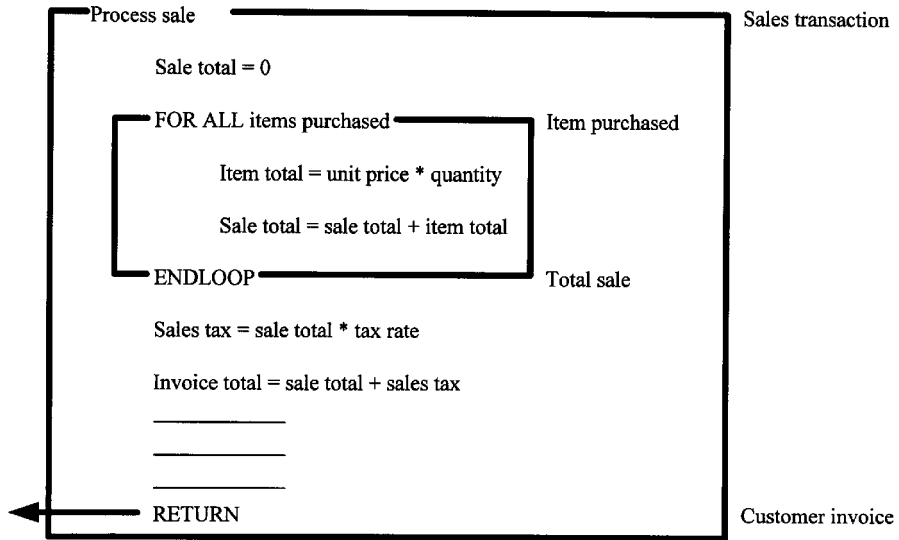 Process sale
Sales transaction
Sale total = 0
FOR ALL items purchased
Item purchased
Item total = unit price * quantity
Sale total = sale total + item total
ENDLOOP
Total sale
Sales tax = sale total * tax rate
Invoice total = sale total + sales tax
RETURN
Customer invoice